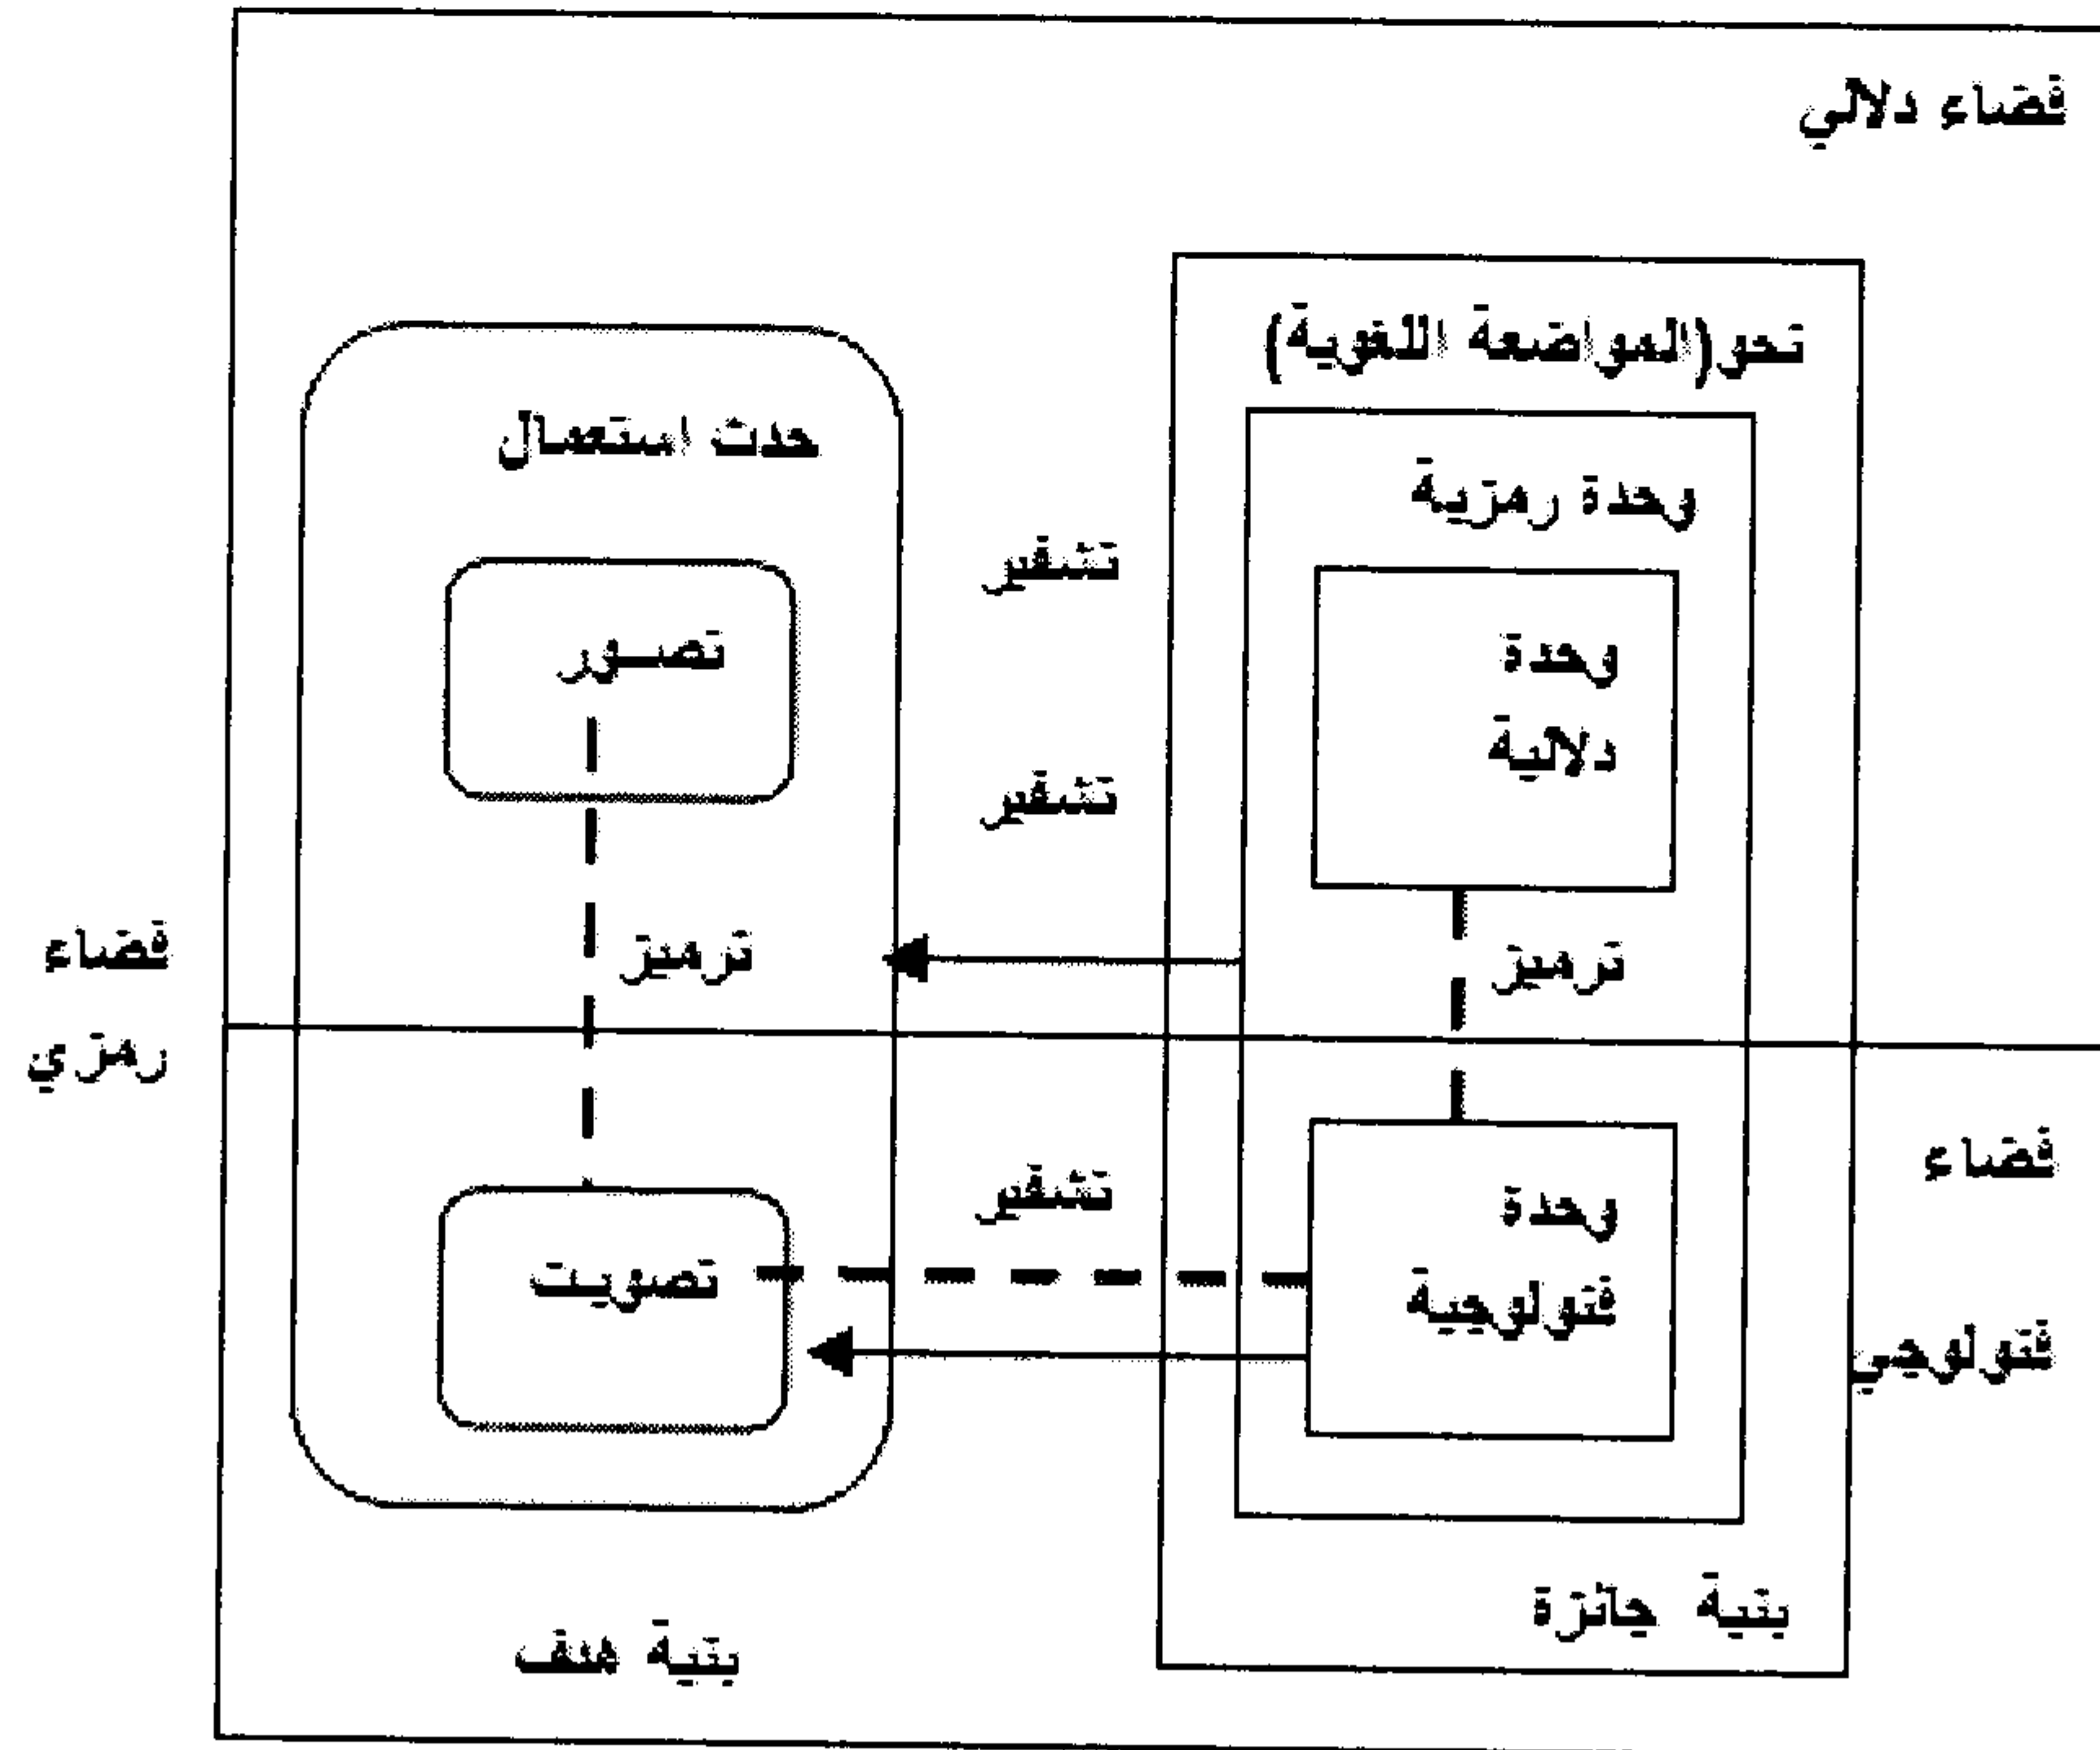 فضاء دلالي
نحو(المواضعة اللغوية)
حدث استعمال
وحدة رمزية
تشفير
تصور
وحدة
دلالية
تشفير
فضاء
رمزي
ترميز
ترميز
فضاء
فنولوجي
تشفير
وحدة
فنولوجية
تصويت
بنية جائزة
بنية هدف